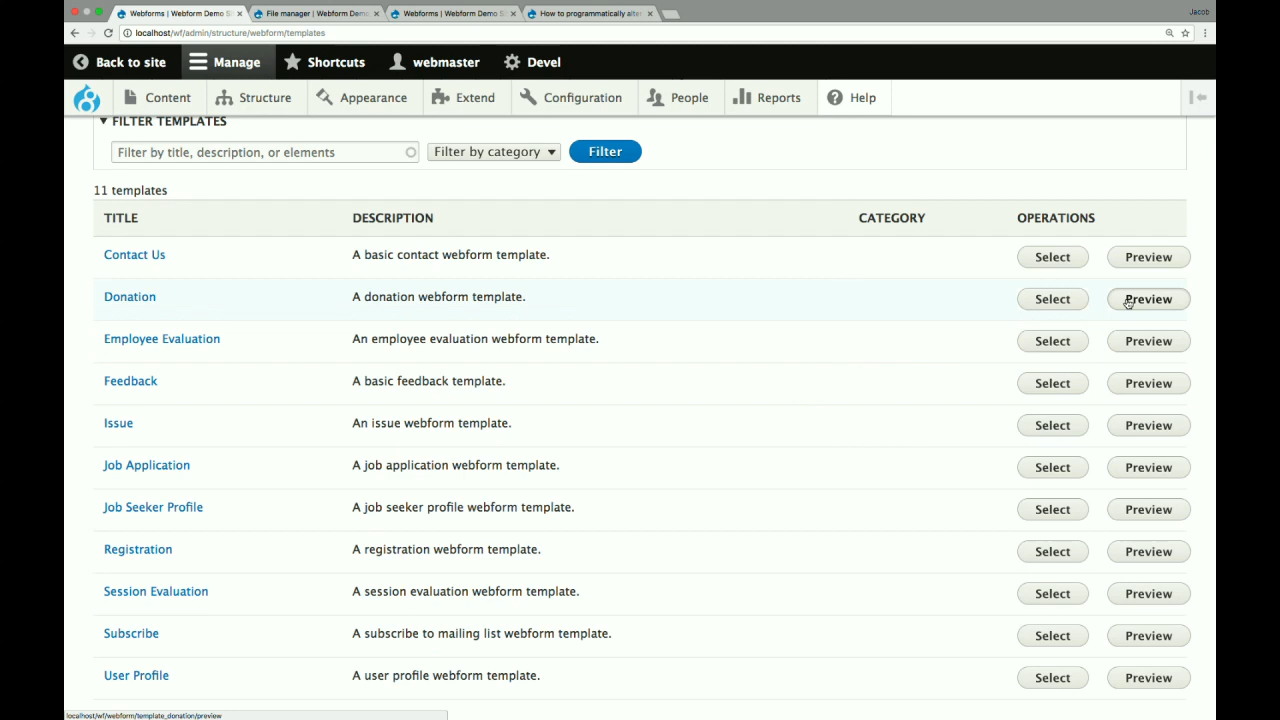 Webforms | Webform Demo S
File manager | Webform Dem
Webforms | Webform Demo S
How to programmatically alter
Jacob
localhost/wf/admin/structure/webform/templates
Back to site
Manage
Shortcuts
webmaster
Devel
Content
Structure
Appearance
Extend
Configuration
People
Reports
Help
FILTER TEMPLATES
Filter by title, description, or elements
Filter by category
Filter
11 templates
TITLE DESCRIPTION CATEGORY OPERATIONS
Contact Us A basic contact webform template. Select Preview
Donation A donation webform template. Select Preview
Employee Evaluation An employee evaluation webform template. Select Preview
Feedback A basic feedback template. Select Preview
Issue An issue webform template. Select Preview
Job Application A job application webform template. Select Preview
Job Seeker Profile A job seeker profile webform template. Select Preview
Registration A registration webform template. Select Preview
Session Evaluation A session evaluation webform template. Select Preview
Subscribe A subscribe to mailing list webform template. Select Preview
User Profile A user profile webform template. Select Preview
localhost/wf/webform/template_donation/preview